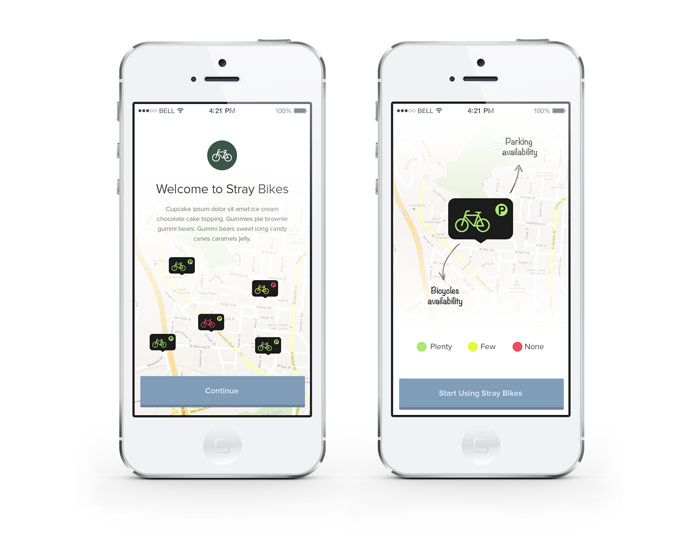 ●●●○○ BELL
4:21 PM
100%
Welcome to Stray Bikes
Cupcake ipsum dolor sit amet ice cream
chocolate cake topping. Gummies pie brownie
gummi bears. Gummi bears sweet icing candy
canes caramels jelly.
P
P
P
P
P
Continue
●●●○○ BELL
4:21 PM
100%
Parking
availability
P
Bicycles
availability
Plenty
Few
None
Start Using Stray Bikes